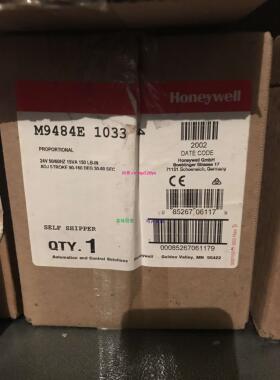 Honeywell
M9484E 1033
PROPORTIONAL
24V 50/60HZ 15VA 150 LB-IN
ADJ STROKE 90-160 DEG 30-60 SEC
2002
DATE CODE
Honeywell GmbH
Boeblinger Strasse 17
71101 Schoenaich, Germany
CE
85267 06117
SELF SHIPPER
QTY. 1
00085267061179
Automation and Control Solutions
Honeywell
Golden Valley, MN 55422